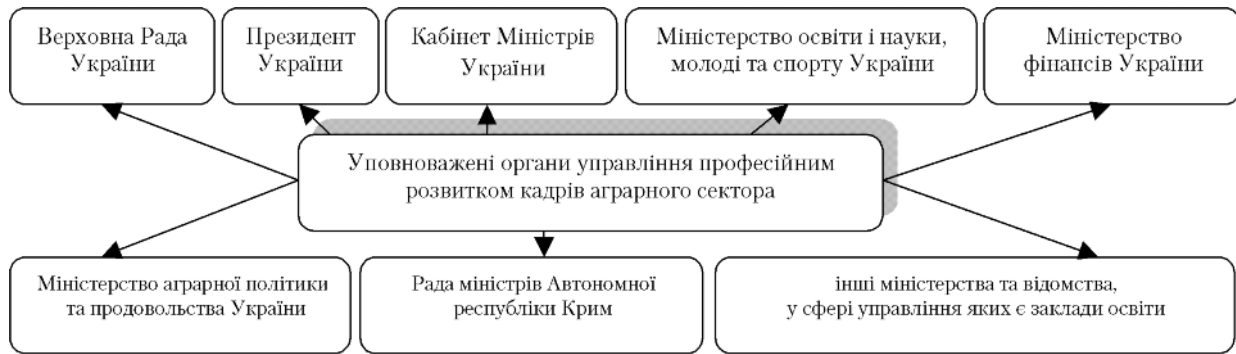 Верховна Рада
України
Президент
України
Кабінет Міністрів
України
Міністерство освіти і науки,
молоді та спорту України
Міністерство
фінансів України
Уповноважені органи управління професійним
розвитком кадрів аграрного сектора
Міністерство аграрної політики
та продовольства України
Рада міністрів Автономної
республіки Крим
інші міністерства та відомства,
у сфері управління яких є заклади освіти